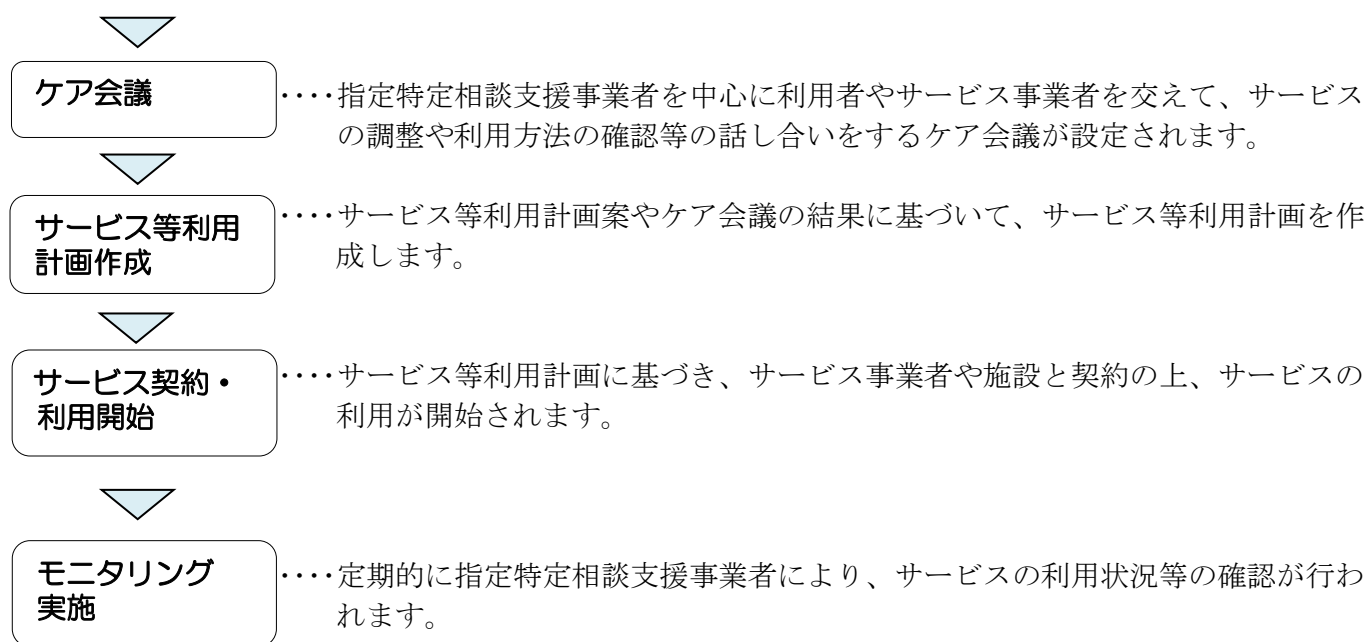 ケア会議
‥‥指定特定相談支援事業者を中心に利用者やサービス事業者を交えて、サービス
の調整や利用方法の確認等の話し合いをするケア会議が設定されます。
サービス等利用
計画作成
‥‥サービス等利用計画案やケア会議の結果に基づいて、サービス等利用計画を作
成します。
サービス契約・
利用開始
‥‥サービス等利用計画に基づき、サービス事業者や施設と契約の上、サービスの
利用が開始されます。
モニタリング
実施
‥‥定期的に指定特定相談支援事業者により、サービスの利用状況等の確認が行わ
れます。